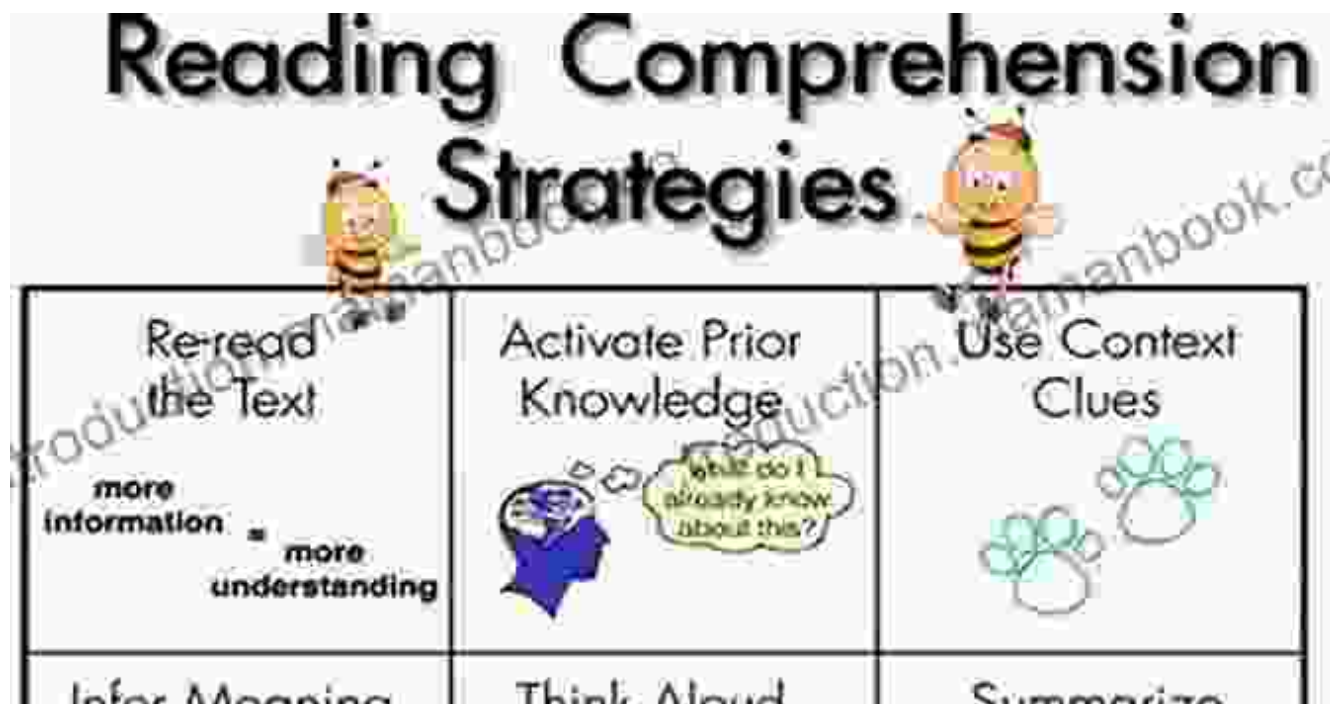 Reading Comprehension
Strategies
Re-read
the Text
more
information
=
more
understanding
Activate Prior
Knowledge
What do I
already know
about this?
Use Context
Clues
Infer Meaning
Think Aloud
Summarize